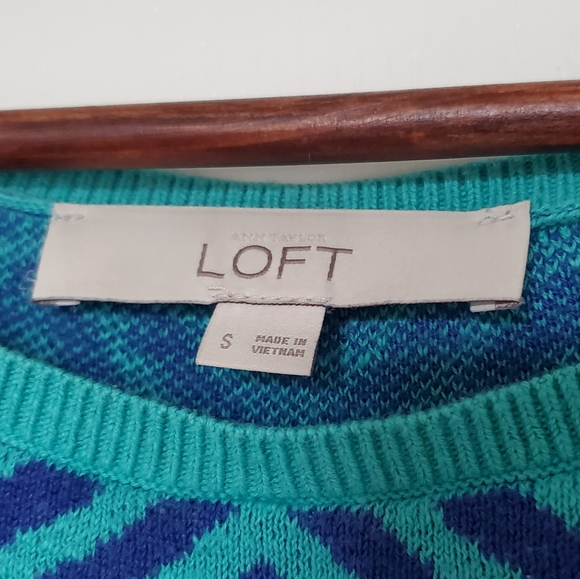 ANN TAYLOR
LOFT
S
MADE IN
VIETNAM